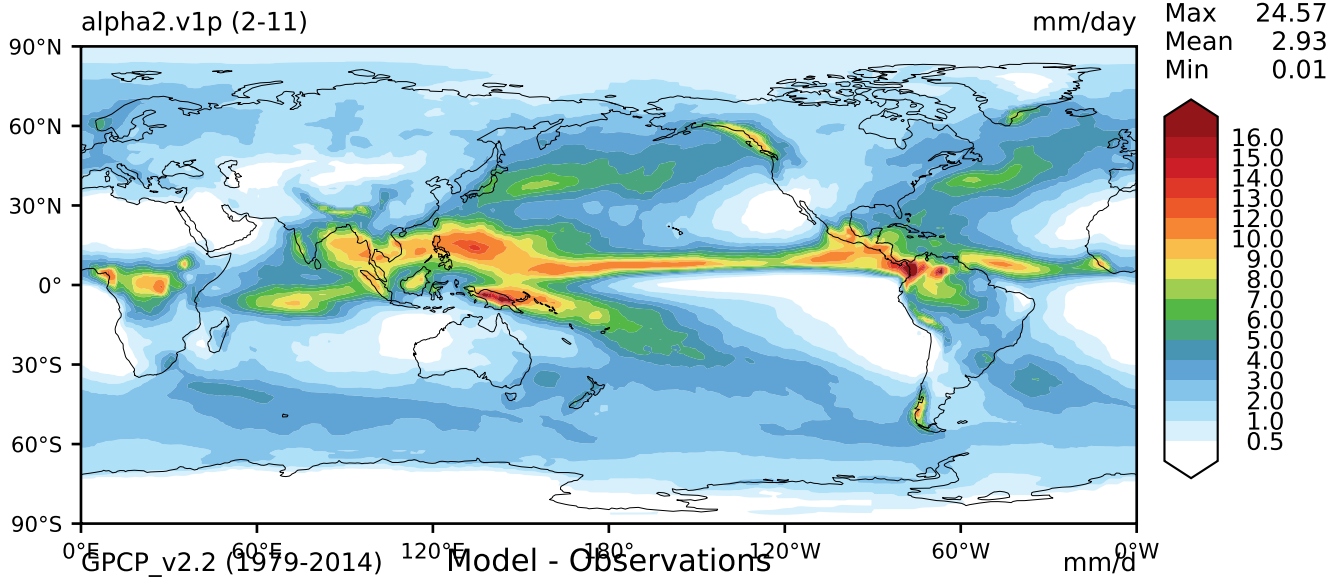 alpha2.v1p (2-11) mm/day
Max 24.57
Mean 2.93
Min 0.01
90°N
60°N
30°N
0°
30°S
60°S
90°S
16.0
15.0
14.0
13.0
12.0
10.0
9.0
8.0
7.0
6.0
5.0
4.0
3.0
2.0
1.0
0.5
0°E 60°E 120°E 180° 120°W 60°W 0°W
GPCP_v2.2 (1979-2014) Model - Observations mm/d